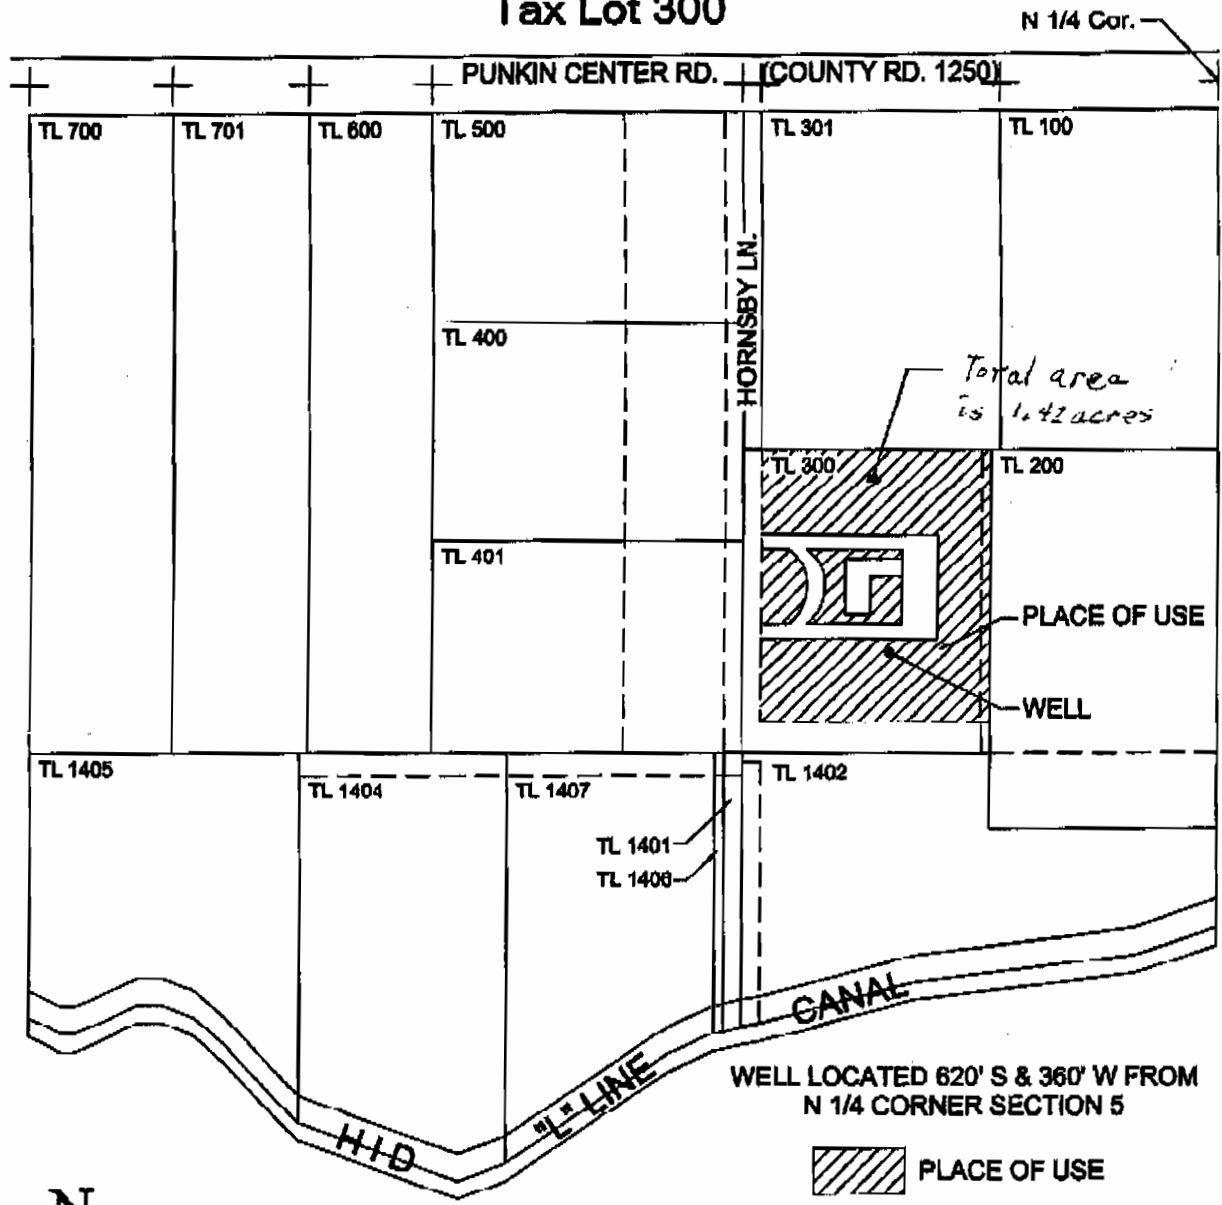 Tax Lot 300
N 1/4 Cor.
PUNKIN CENTER RD. (COUNTY RD. 1250)
TL 700
TL 701
TL 600
TL 500
TL 301
TL 100
HORNSBY LN.
TL 400
Total area
is 1.42 acres
TL 300
TL 200
TL 401
PLACE OF USE
WELL
TL 1405
TL 1404
TL 1407
TL 1402
TL 1401
TL 1406
HID "L" LINE CANAL
WELL LOCATED 620' S & 360' W FROM
N 1/4 CORNER SECTION 5
PLACE OF USE
N